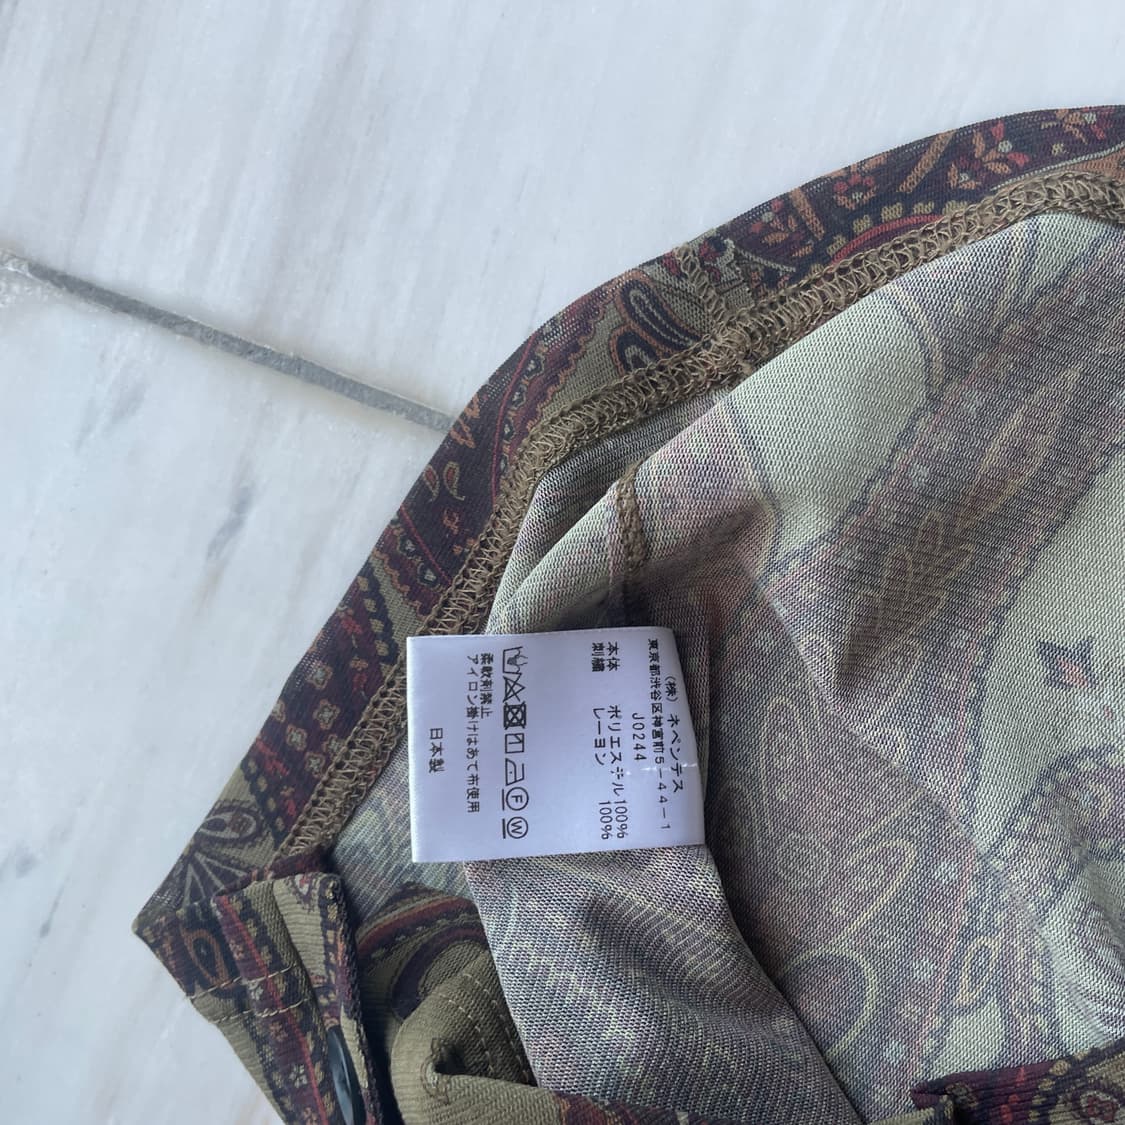 本体 ポリエステル100%
刺繍 レーヨン 100%
Ⓕ
Ⓦ
柔軟剤禁止
アイロン掛けはあて布使用
日本製
(株)ネペンテス
東京都渋谷区神宮前5-44-1
J0244